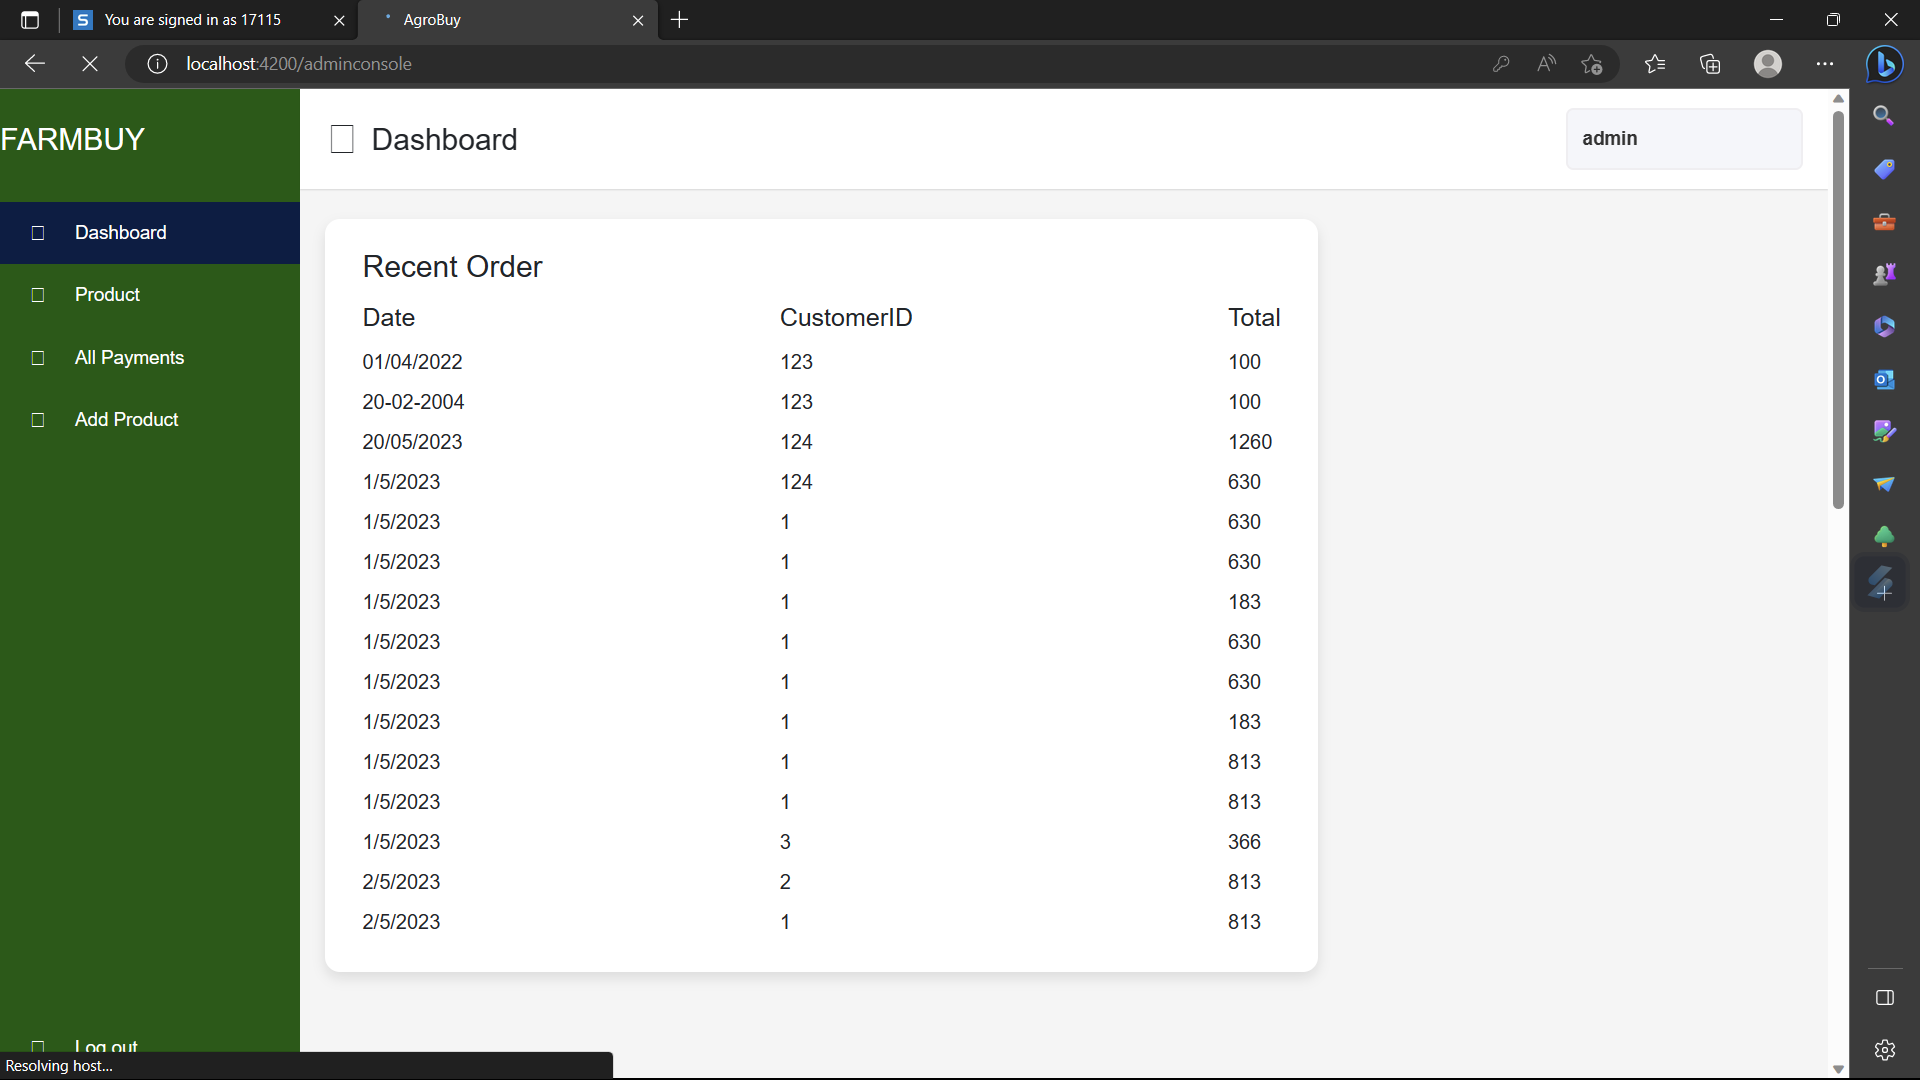 You are signed in as 17115
AgroBuy
localhost:4200/adminconsole
FARMBUY
Dashboard
admin
Dashboard
Product
All Payments
Add Product
Recent Order
Date CustomerID Total
01/04/2022 123 100
20-02-2004 123 100
20/05/2023 124 1260
1/5/2023 124 630
1/5/2023 1 630
1/5/2023 1 630
1/5/2023 1 183
1/5/2023 1 630
1/5/2023 1 630
1/5/2023 1 183
1/5/2023 1 813
1/5/2023 1 813
1/5/2023 3 366
2/5/2023 2 813
2/5/2023 1 813
Log out
Resolving host...